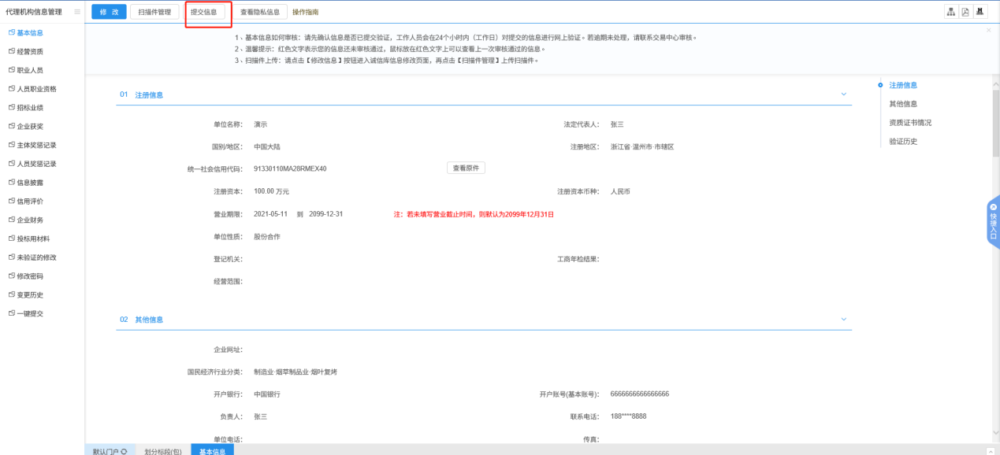 代理机构信息管理
修 改 扫描件管理 提交信息 查看隐私信息 操作指南
基本信息
经营资质
职业人员
人员职业资格
招标业绩
企业获奖
主体奖惩记录
人员奖惩记录
信息披露
信用评价
企业财务
投标用材料
未验证的修改
修改密码
变更历史
一键提交
1、基本信息如何审核：请先确认信息是否已提交验证，工作人员会在24个小时内（工作日）对提交的信息进行网上验证。若逾期未处理，请联系交易中心审核。
2、温馨提示：红色文字表示您的信息还未审核通过，鼠标放在红色文字上可以查看上一次审核通过的信息。
3、扫描件上传：请点击【修改信息】按钮进入诚信库信息修改页面，再点击【扫描件管理】上传扫描件。
01 注册信息
单位名称： 演示 法定代表人： 张三
国别/地区： 中国大陆 注册地区： 浙江省·温州市·市辖区
统一社会信用代码： 91330110MA28RMEX40 查看原件
注册资本： 100.00 万元 注册资本币种： 人民币
营业期限： 2021-05-11 到 2099-12-31 注：若未填写营业截止时间，则默认为2099年12月31日
单位性质： 股份合作
登记机关： 工商年检结果：
经营范围：
02 其他信息
企业网址：
国民经济行业分类： 制造业·烟草制品业·烟叶复烤
开户银行： 中国银行 开户账号(基本账号)： 6666666666666666
负责人： 张三 联系电话： 188****8888
单位电话： 传真：
注册信息
其他信息
资质证书情况
验证历史
快捷入口
默认门户 划分标段(包) 基本信息